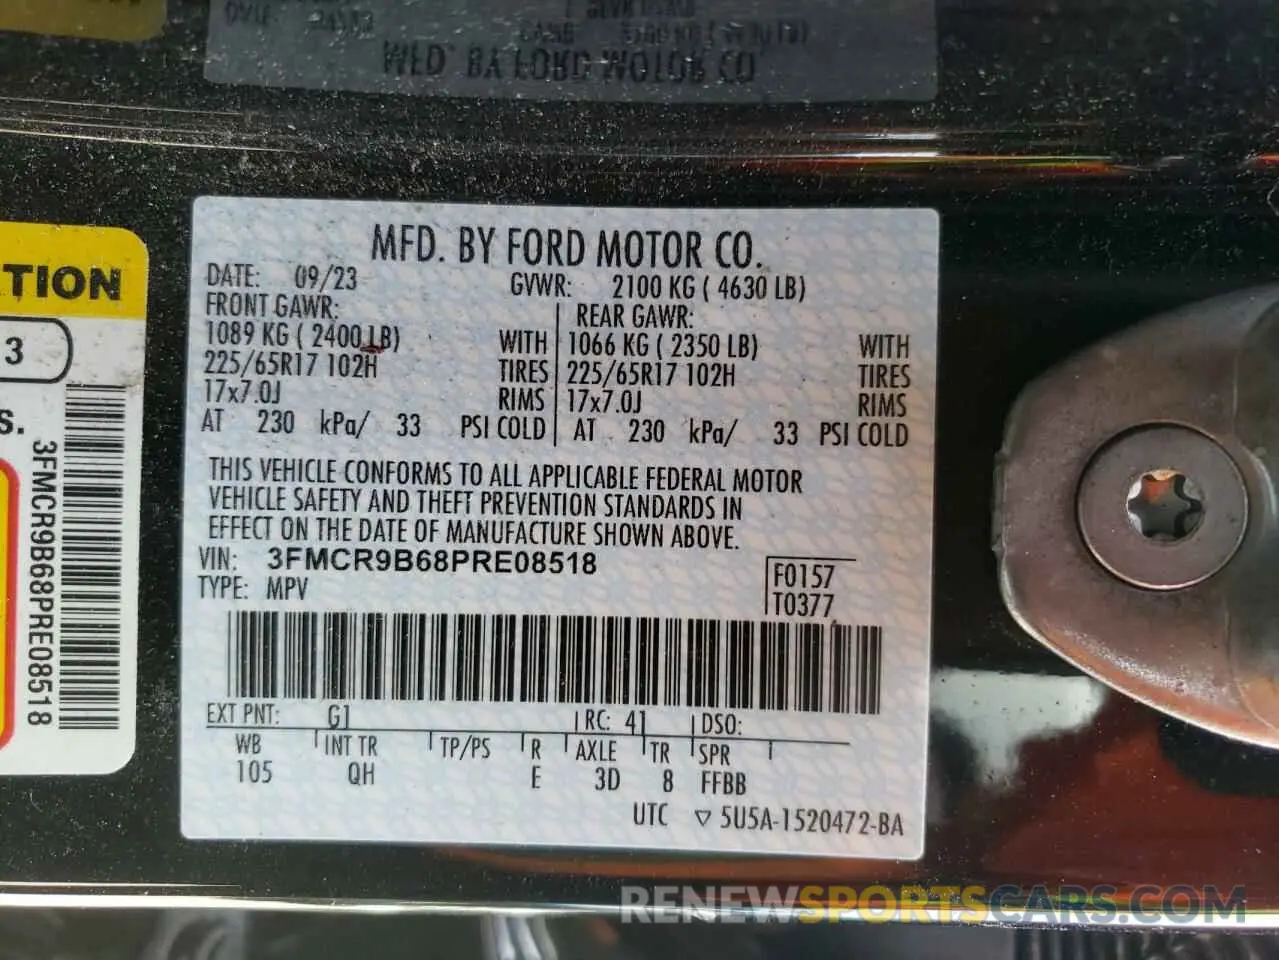 MFD. BY FORD MOTOR CO.
MFD. BY FORD MOTOR CO.
DATE: 09/23 GVWR: 2100 KG ( 4630 LB)
FRONT GAWR: REAR GAWR:
1089 KG ( 2400 LB) WITH 1066 KG ( 2350 LB) WITH
225/65R17 102H TIRES 225/65R17 102H TIRES
17x7.0J RIMS 17x7.0J RIMS
AT 230 kPa/ 33 PSI COLD AT 230 kPa/ 33 PSI COLD
THIS VEHICLE CONFORMS TO ALL APPLICABLE FEDERAL MOTOR
VEHICLE SAFETY AND THEFT PREVENTION STANDARDS IN
EFFECT ON THE DATE OF MANUFACTURE SHOWN ABOVE.
VIN: 3FMCR9B68PRE08518
TYPE: MPV
F0157
T0377
EXT PNT: G1 RC: 41 DSO:
WB INT TR TP/PS R AXLE TR SPR
105 QH E 3D 8 FFBB
UTC ▽ 5U5A-1520472-BA
TION
3
S.
3FMCR9B68PRE08518
RENEWSPORTSCARS.COM